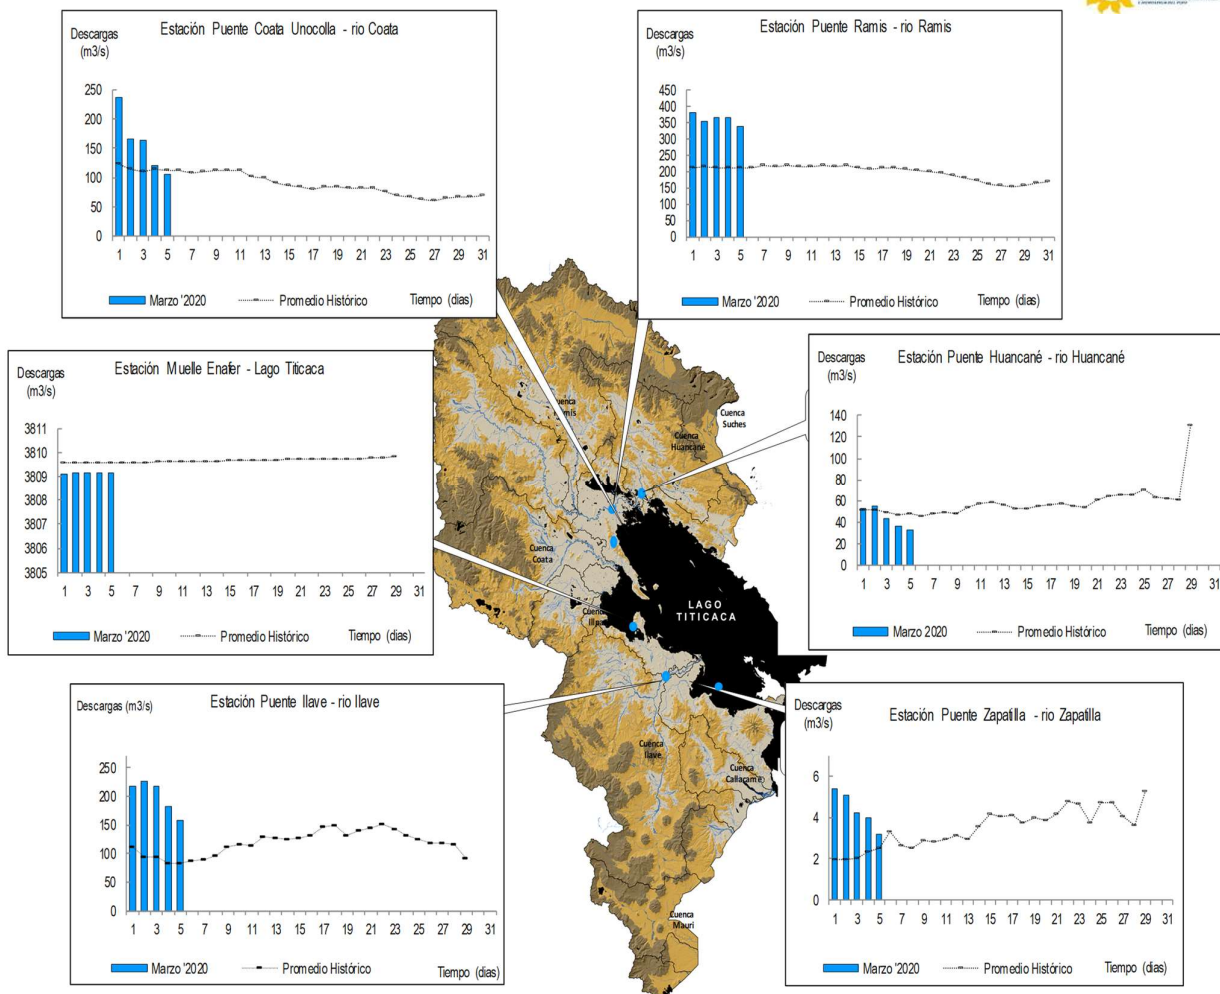 Estación Puente Coata Unocolla - rio Coata
Descargas
(m3/s)
250
200
150
100
50
0
1 3 5 7 9 11 13 15 17 19 21 23 25 27 29 31
Marzo '2020 Promedio Histórico Tiempo (dias)
Estación Puente Ramis - rio Ramis
Descargas
(m3/s)
450
400
350
300
250
200
150
100
50
0
1 3 5 7 9 11 13 15 17 19 21 23 25 27 29 31
Marzo '2020 Promedio Histórico Tiempo (dias)
Estación Muelle Enafer - Lago Titicaca
Descargas
(m3/s)
3811
3810
3809
3808
3807
3806
3805
1 3 5 7 9 11 13 15 17 19 21 23 25 27 29 31
Marzo '2020 Promedio Histórico Tiempo (dias)
Estación Puente Huancané - rio Huancané
Descargas
(m3/s)
140
120
100
80
60
40
20
0
1 3 5 7 9 11 13 15 17 19 21 23 25 27 29 31
Marzo 2020 Promedio Histórico Tiempo (dias)
Cuenca
Suches
Cuenca
Huancané
Cuenca
Coata
LAGO
TITICACA
Cuenca
Ilave
Cuenca
Callacame
Cuenca
Mauri
Estación Puente Ilave - rio Ilave
Descargas (m3/s)
250
200
150
100
50
0
1 3 5 7 9 11 13 15 17 19 21 23 25 27 29 31
Marzo '2020 Promedio Histórico Tiempo (dias)
Estación Puente Zapatilla - rio Zapatilla
Descargas
(m3/s)
6
4
2
0
1 3 5 7 9 11 13 15 17 19 21 23 25 27 29 31
Marzo '2020 Promedio Histórico Tiempo (dias)